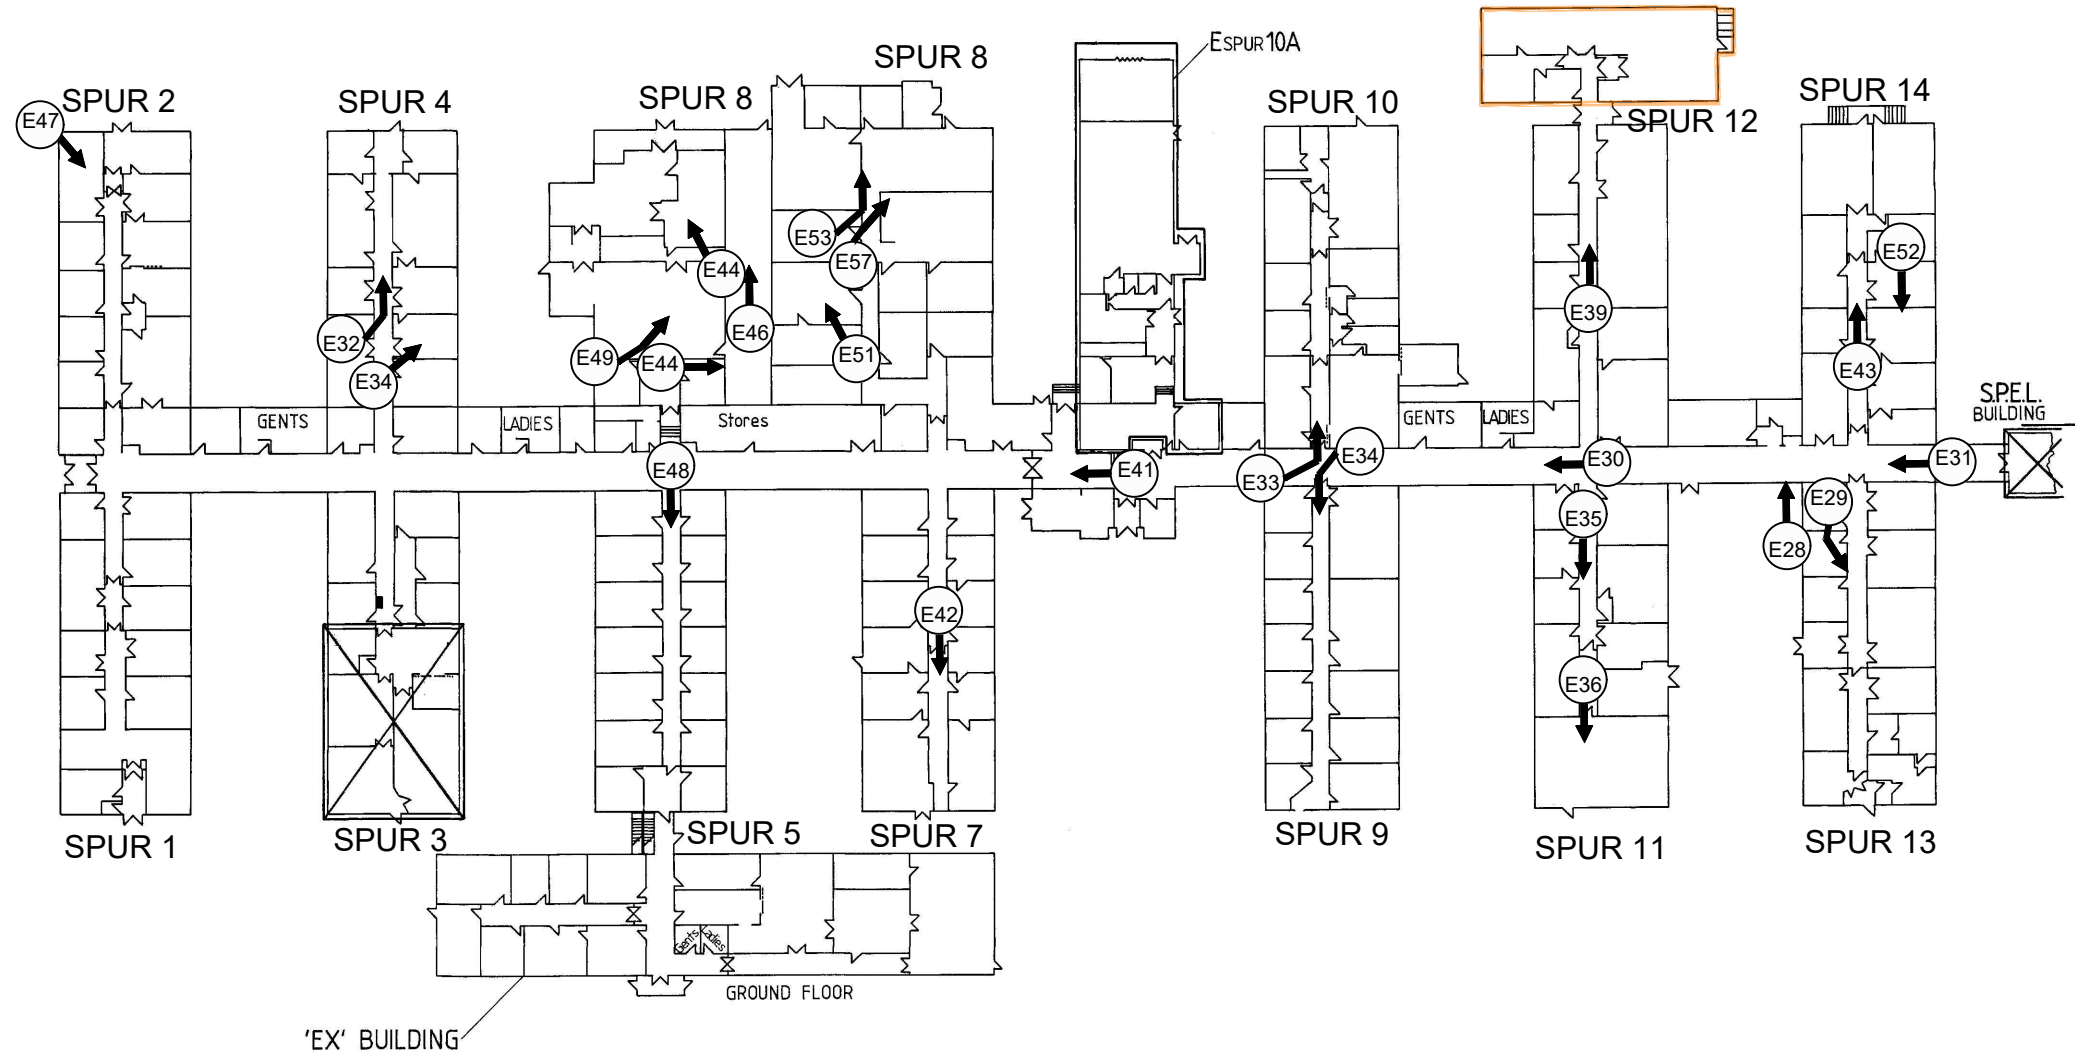 ESPUR 10A
SPUR 8
SPUR 2
SPUR 4
SPUR 8
SPUR 10
SPUR 14
SPUR 12
E47
E53
E57
E44
E52
E39
E32
E46
E49
E44
E51
E34
E43
GENTS
LADIES
Stores
GENTS
LADIES
S.P.E.L.
BUILDING
E48
E41
E33
E34
E30
E31
E35
E29
E28
E42
E36
SPUR 1
SPUR 3
SPUR 5
SPUR 7
SPUR 9
SPUR 11
SPUR 13
Gents
Ladies
GROUND FLOOR
'EX' BUILDING